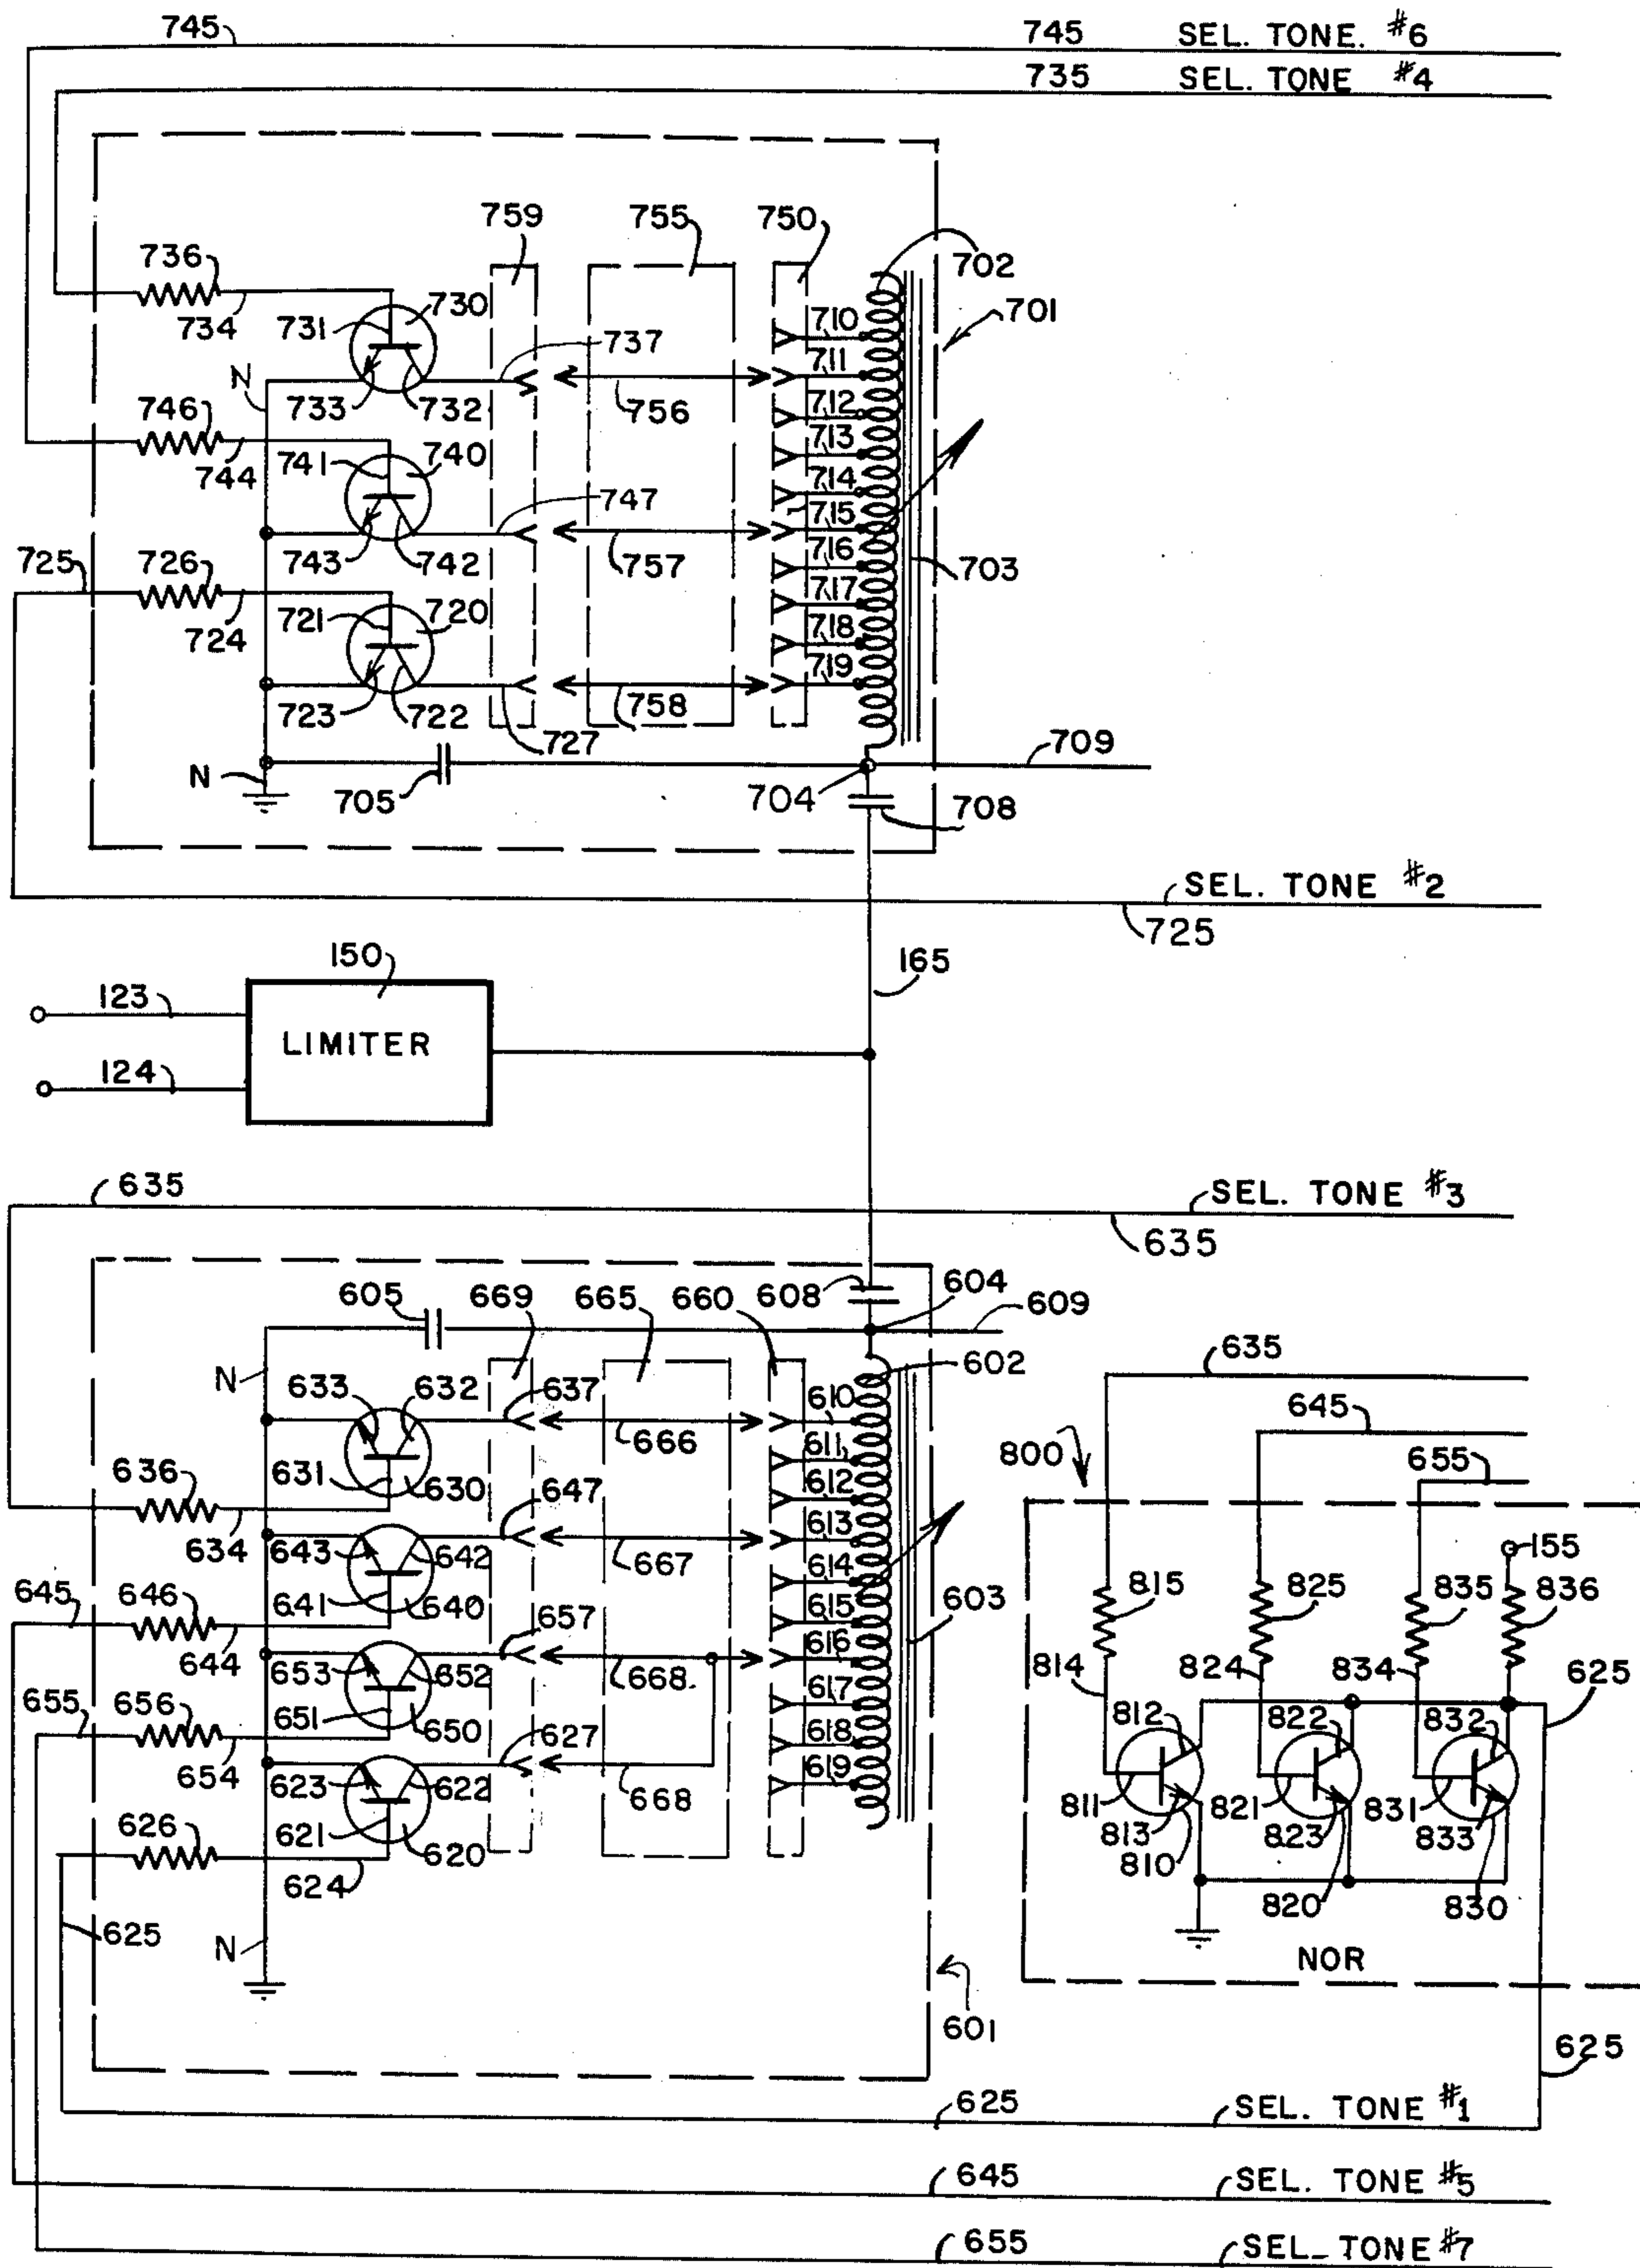 745 745 SEL. TONE. #6
735 SEL. TONE #4
759 755 750
736 730 702
734 731 710 701
737 711
N 733 732 756 712
746 713
741 740 714
744 747 715
743 742 757 716 703
725 726 717
721 720 718
724 719
723 722 758
727 709
N 705 704 708
SEL. TONE #2
725
150 165
123
LIMITER
124
635 SEL. TONE #3
635
605 669 665 660 608 604 609
N 633 632 637 610 602 635
666 611 645
636 631 630 647 612 800 655
634 613
643 642 667 614 155
645 646 641 640 657 615 603 815 825 835 836
644 616
653 652 668 814 824 834 625
655 656 651 650 627 617 812 822 832
654 618
623 622 619
626 621 620 668 811 821 831
813 823 833
624 810 820 830
625
N NOR
601
625
625 SEL. TONE #1
645 SEL. TONE #5
655 SEL_ TONE #7